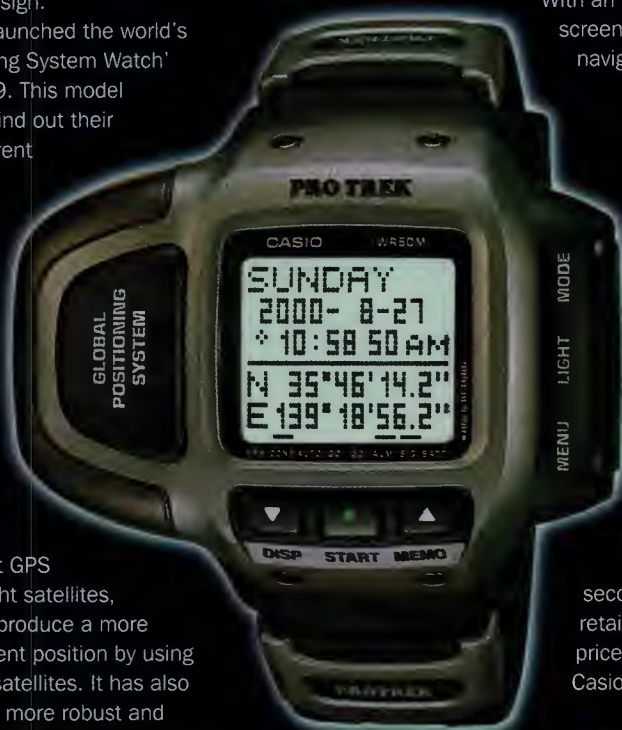 sign.
aunched the world's
ng System Watch'
9. This model
ind out their
rent
With an
screen
navig
PRO TREK
CASIO WR50M
SUNDAY
2000- 8-27
10:58 50 AM
N 35°46'14.2"
E 139°18'56.2"
GLOBAL
POSITIONING
SYSTEM
MODE
LIGHT
MENU
DISP START MEMO
t GPS
ht satellites,
produce a more
ent position by using
satellites. It has also
more robust and
seco
retai
price
Casio
PROTREK